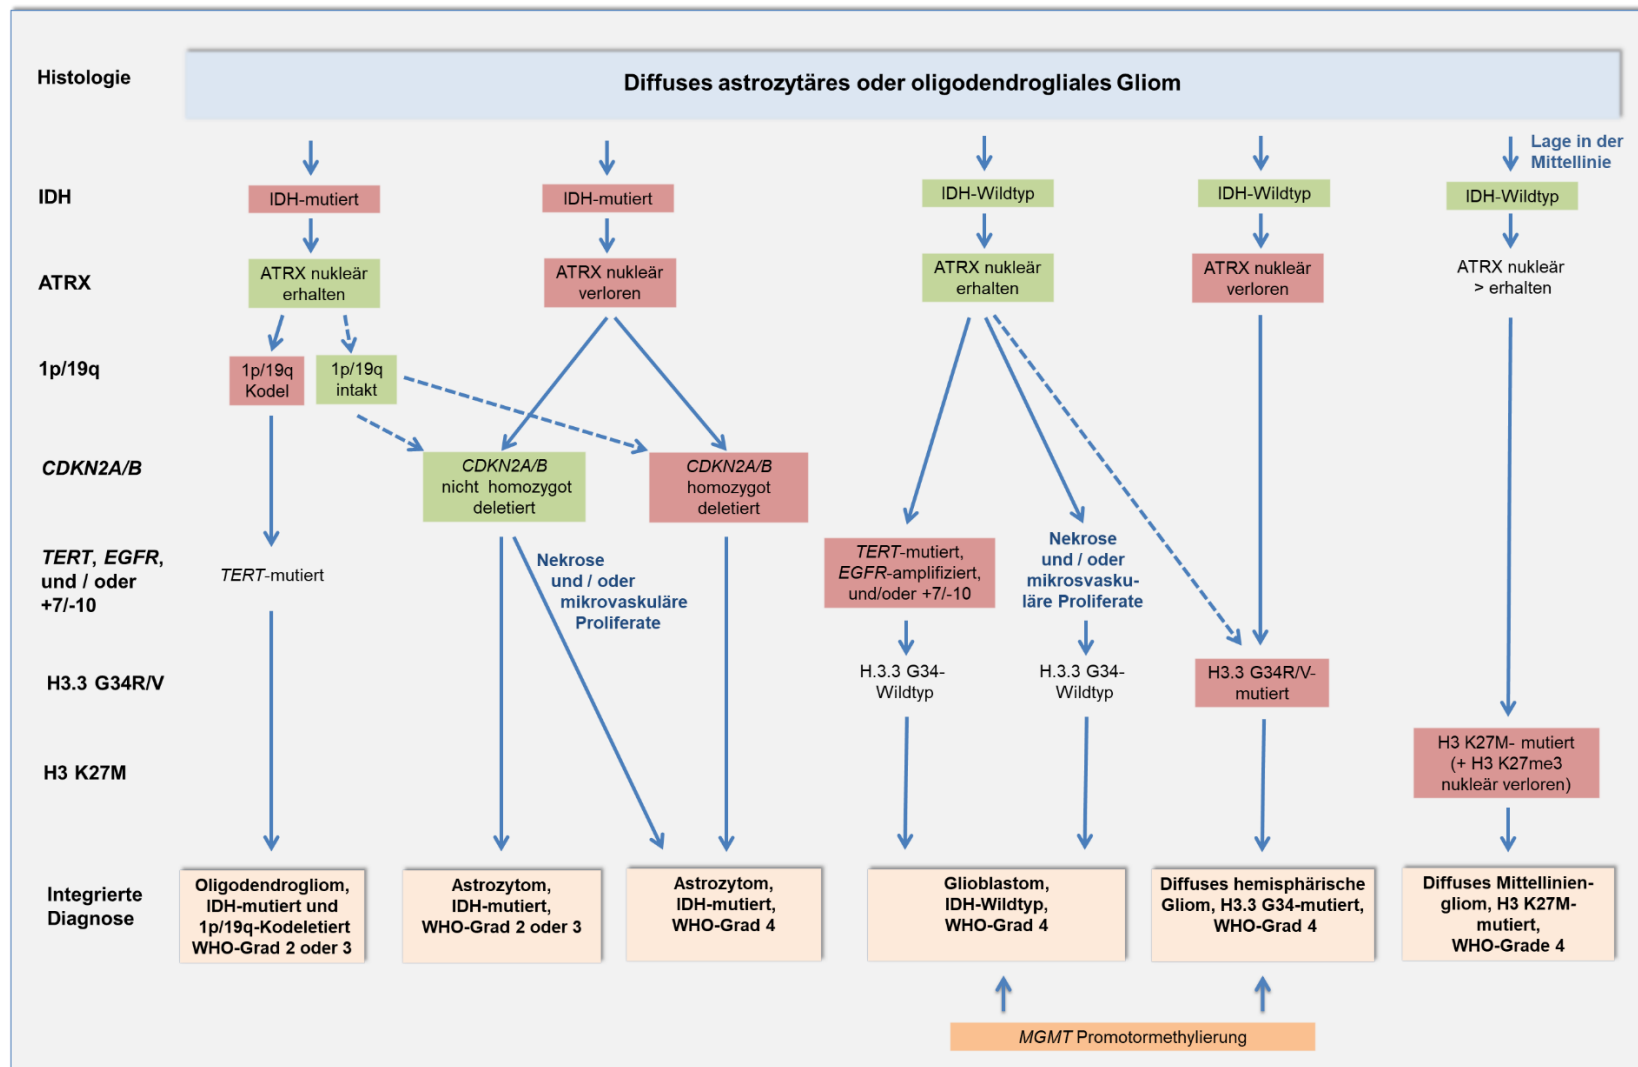 Histologie
Diffuses astrozytäres oder oligodendrogliales Gliom
Lage in der
Mittellinie
IDH
IDH-mutiert
IDH-mutiert
IDH-Wildtyp
IDH-Wildtyp
IDH-Wildtyp
ATRX
ATRX nukleär
erhalten
ATRX nukleär
verloren
ATRX nukleär
erhalten
ATRX nukleär
verloren
ATRX nukleär
> erhalten
1p/19q
1p/19q
Kodel
1p/19q
intakt
CDKN2A/B
CDKN2A/B
nicht homozygot
deletiert
CDKN2A/B
homozygot
deletiert
TERT, EGFR,
und / oder
+7/-10
TERT-mutiert
Nekrose
und / oder
mikrovaskuläre
Proliferate
TERT-mutiert,
EGFR-amplifiziert,
und/oder +7/-10
Nekrose
und / oder
mikrosvasku-
läre Proliferate
H3.3 G34R/V
H.3.3 G34-
Wildtyp
H.3.3 G34-
Wildtyp
H3.3 G34R/V-
mutiert
H3 K27M
H3 K27M- mutiert
(+ H3 K27me3
nukleär verloren)
Integrierte
Diagnose
Oligodendrogliom,
IDH-mutiert und
1p/19q-Kodeletiert
WHO-Grad 2 oder 3
Astrozytom,
IDH-mutiert,
WHO-Grad 2 oder 3
Astrozytom,
IDH-mutiert,
WHO-Grad 4
Glioblastom,
IDH-Wildtyp,
WHO-Grad 4
Diffuses hemisphärische
Gliom, H3.3 G34-mutiert,
WHO-Grad 4
Diffuses Mittellinien-
gliom, H3 K27M-
mutiert,
WHO-Grade 4
MGMT Promotormethylierung